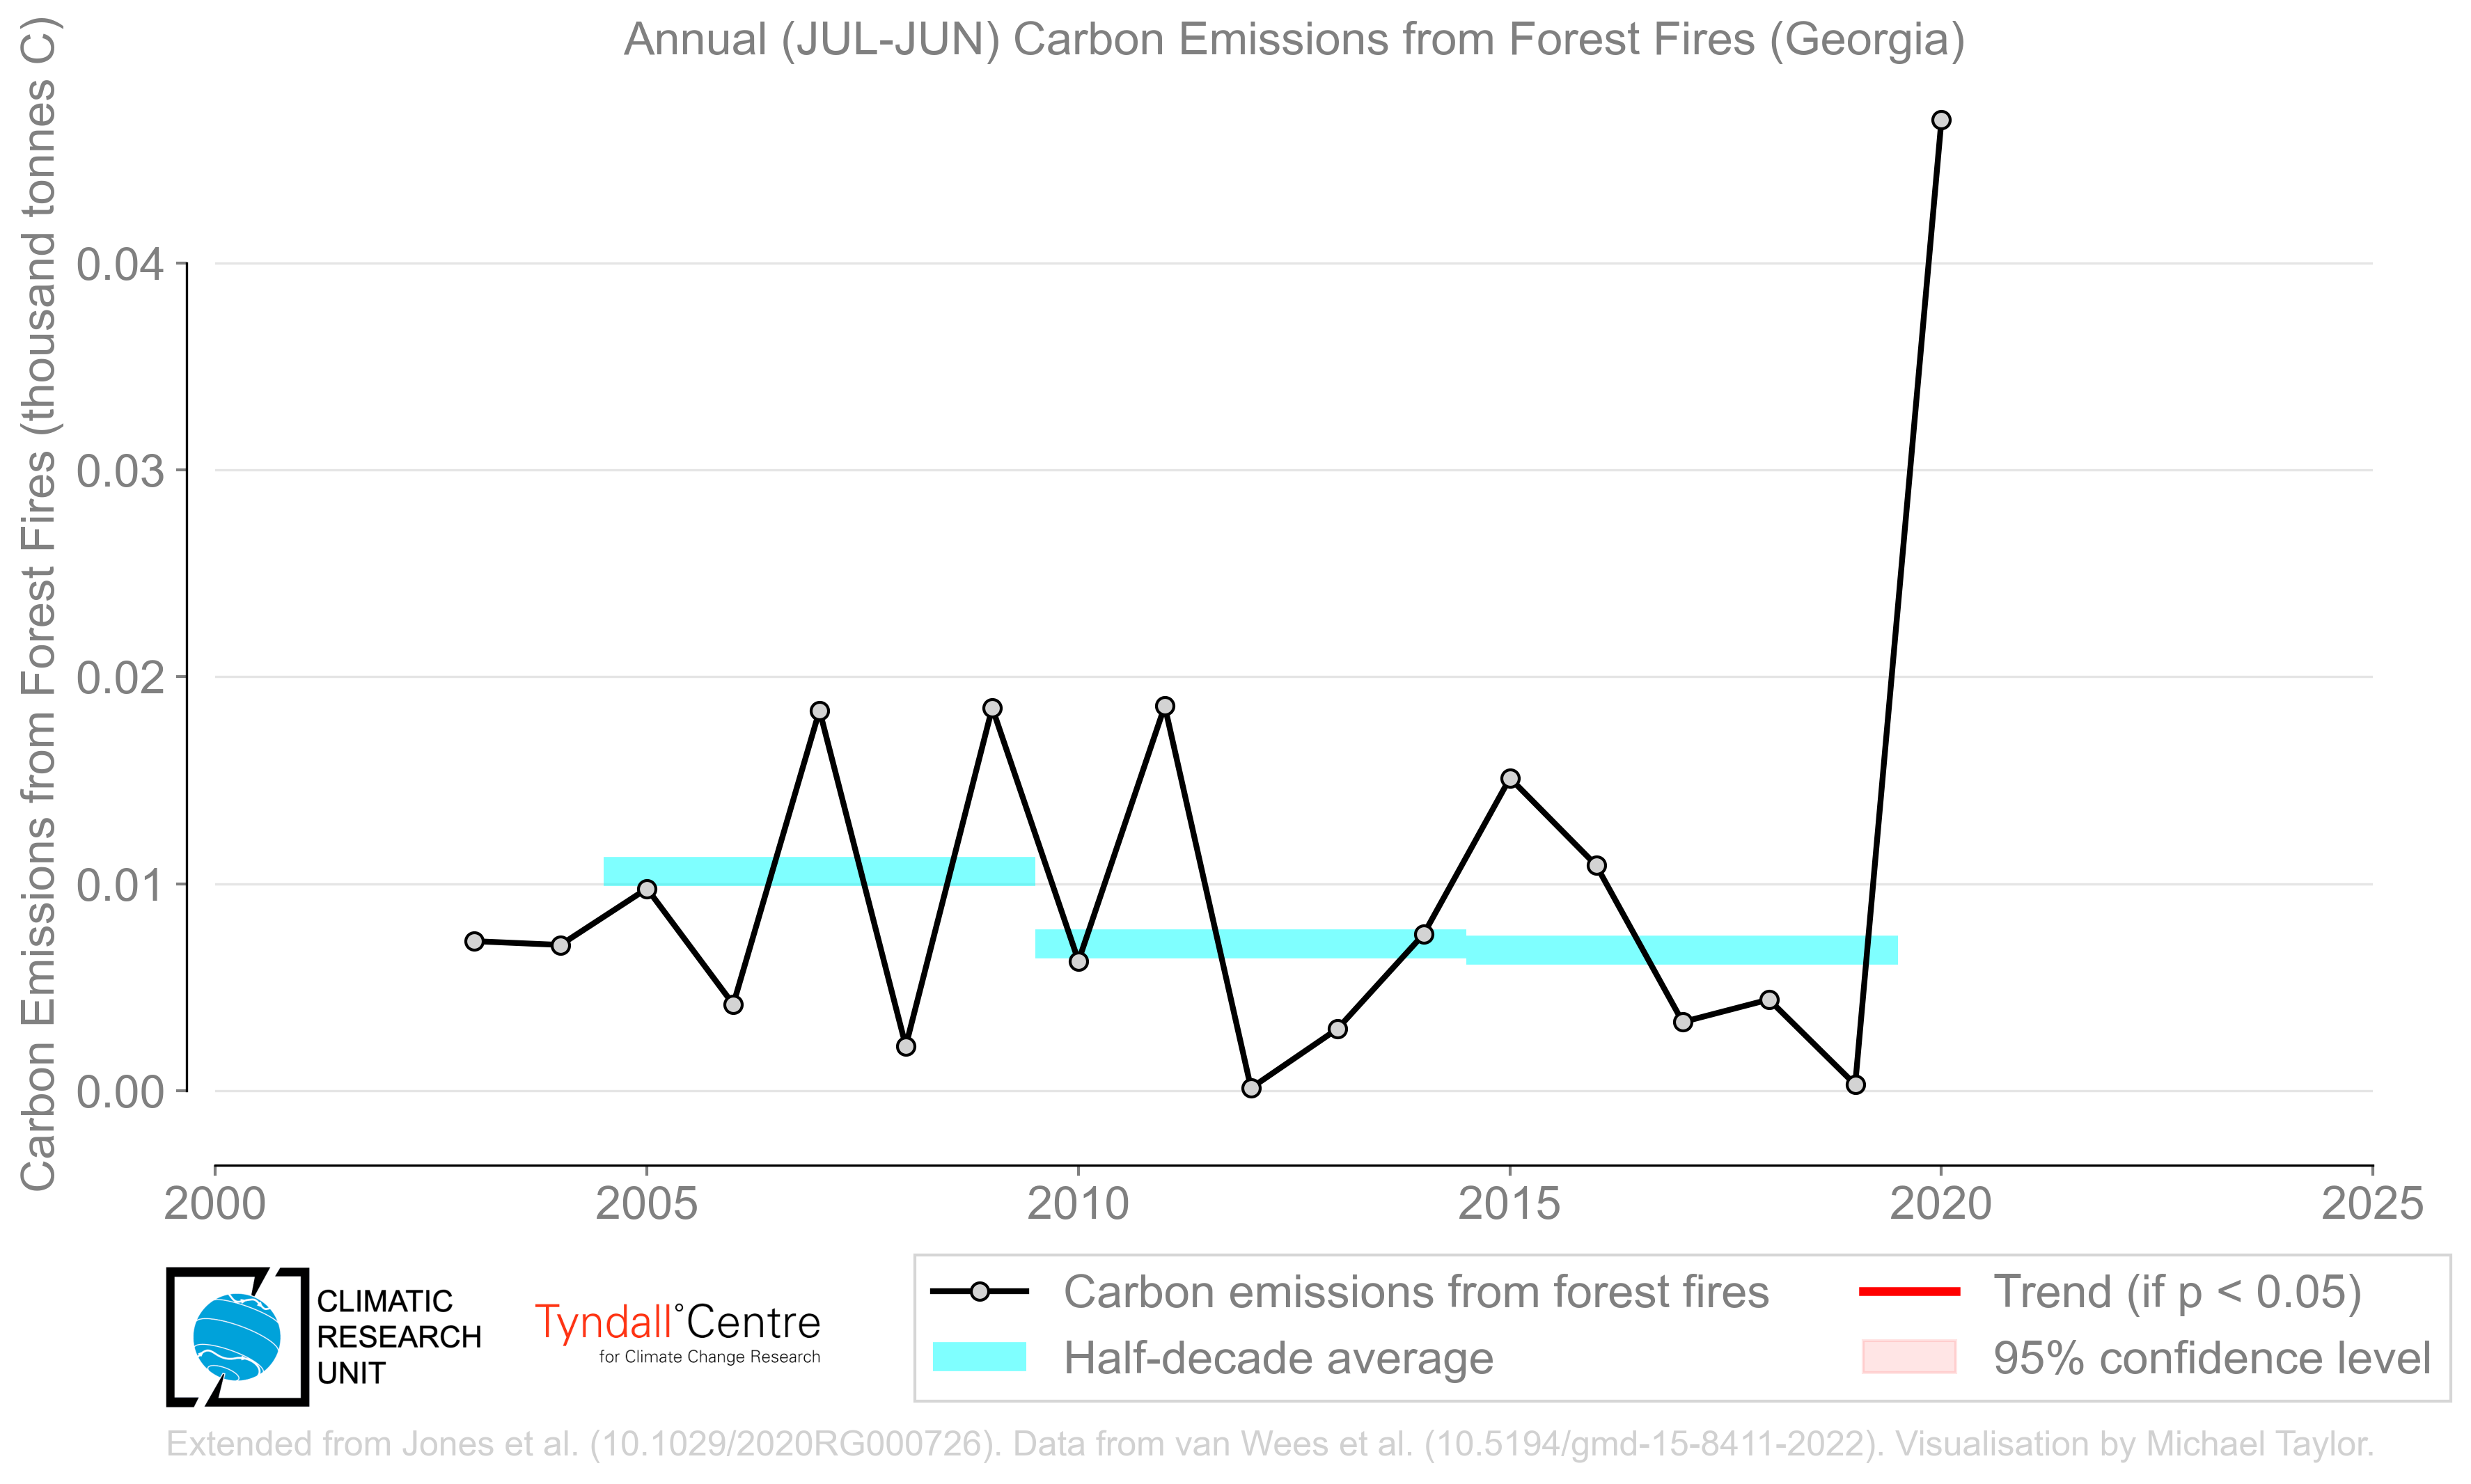 Annual (JUL-JUN) Carbon Emissions from Forest Fires (Georgia)
Carbon Emissions from Forest Fires (thousand tonnes C)
0.04
0.03
0.02
0.01
0.00
2000 2005 2010 2015 2020 2025
CLIMATIC
RESEARCH
UNIT
Tyndall°Centre
for Climate Change Research
Carbon emissions from forest fires
Half-decade average
Trend (if p < 0.05)
95% confidence level
Extended from Jones et al. (10.1029/2020RG000726). Data from van Wees et al. (10.5194/gmd-15-8411-2022). Visualisation by Michael Taylor.